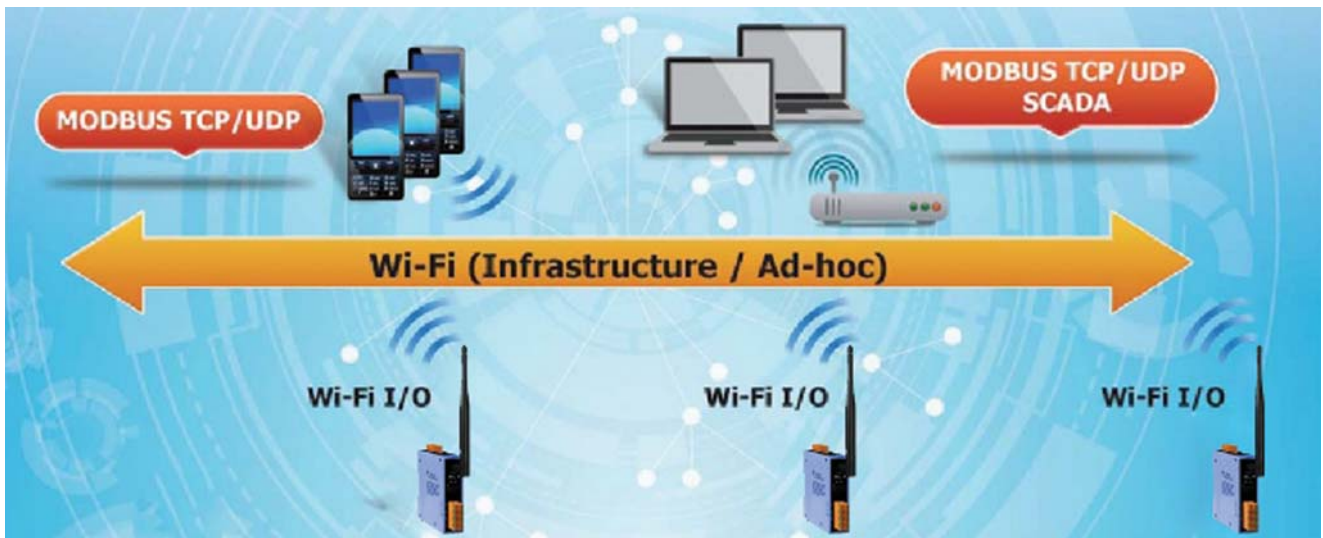 MODBUS TCP/UDP
MODBUS TCP/UDP
SCADA
Wi-Fi (Infrastructure / Ad-hoc)
Wi-Fi I/O
Wi-Fi I/O
Wi-Fi I/O